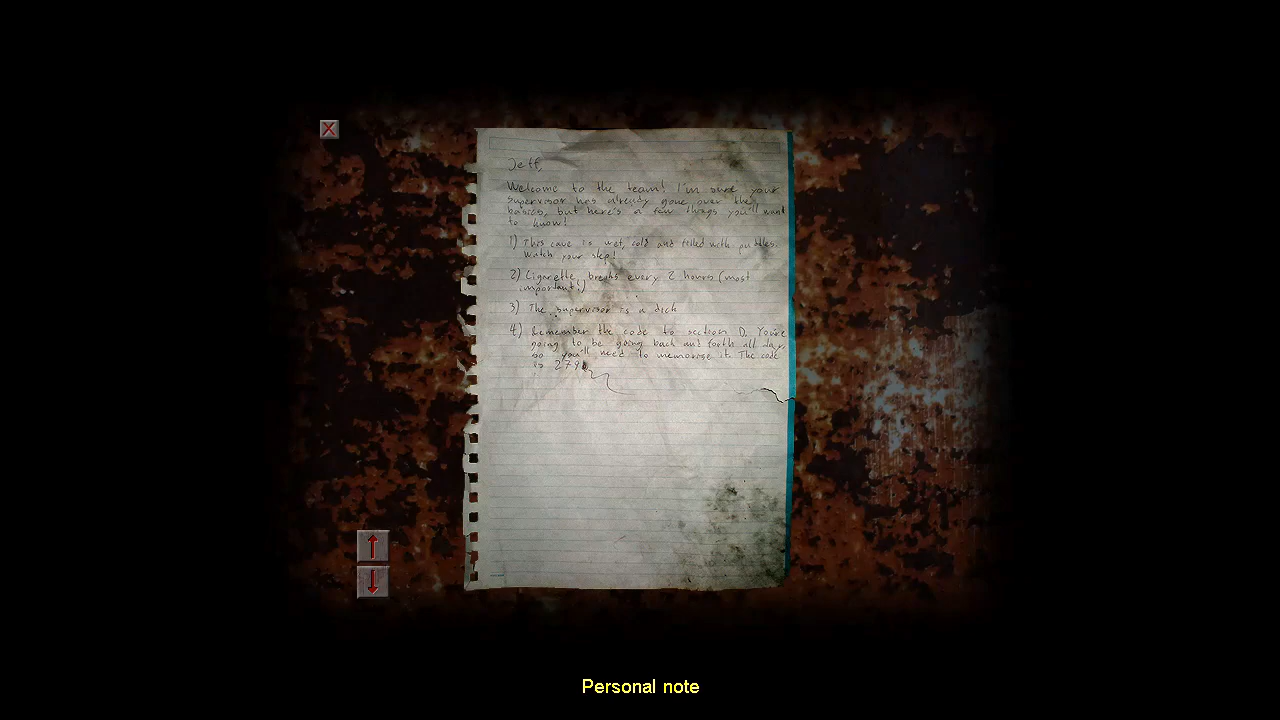 Jeff,
Welcome to the team! I'm sure your
supervisor has already gone over the
basics, but here's a few things you'll want
to know!
1) This cave is wet, cold and filled with puddles.
Watch your step!
2) Cigarette breaks every 2 hours (most
important!)
3) The supervisor is a dick
4) Remember the code to section D. You're
going to be going back and forth all day,
so you'll need to memorise it. The code
is 279
Personal note